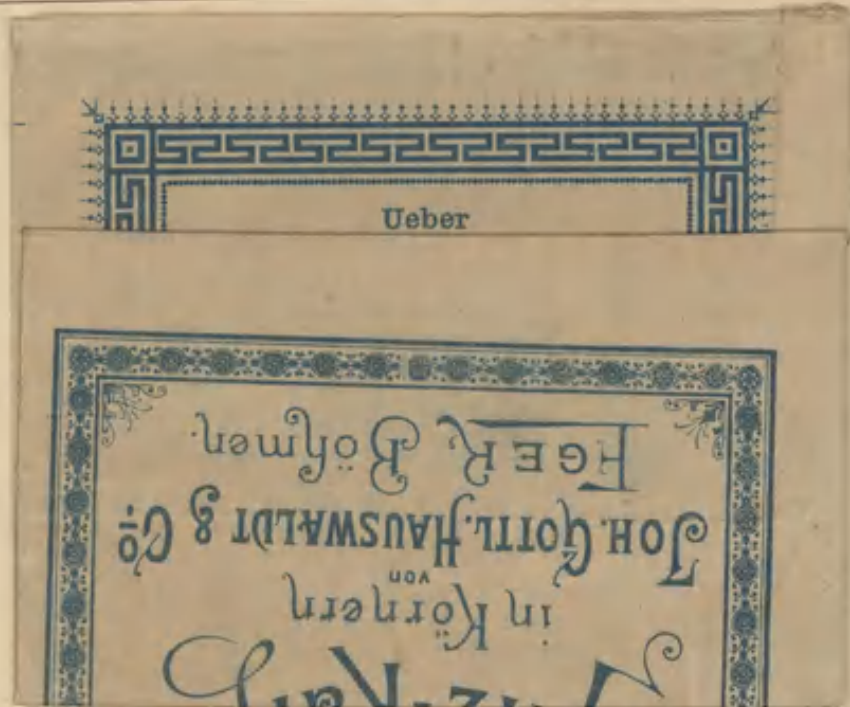 Ueber
in Körnern
von
JOH. GOTTL. HAUSWALDT & Co.
EGER, Böhmen.